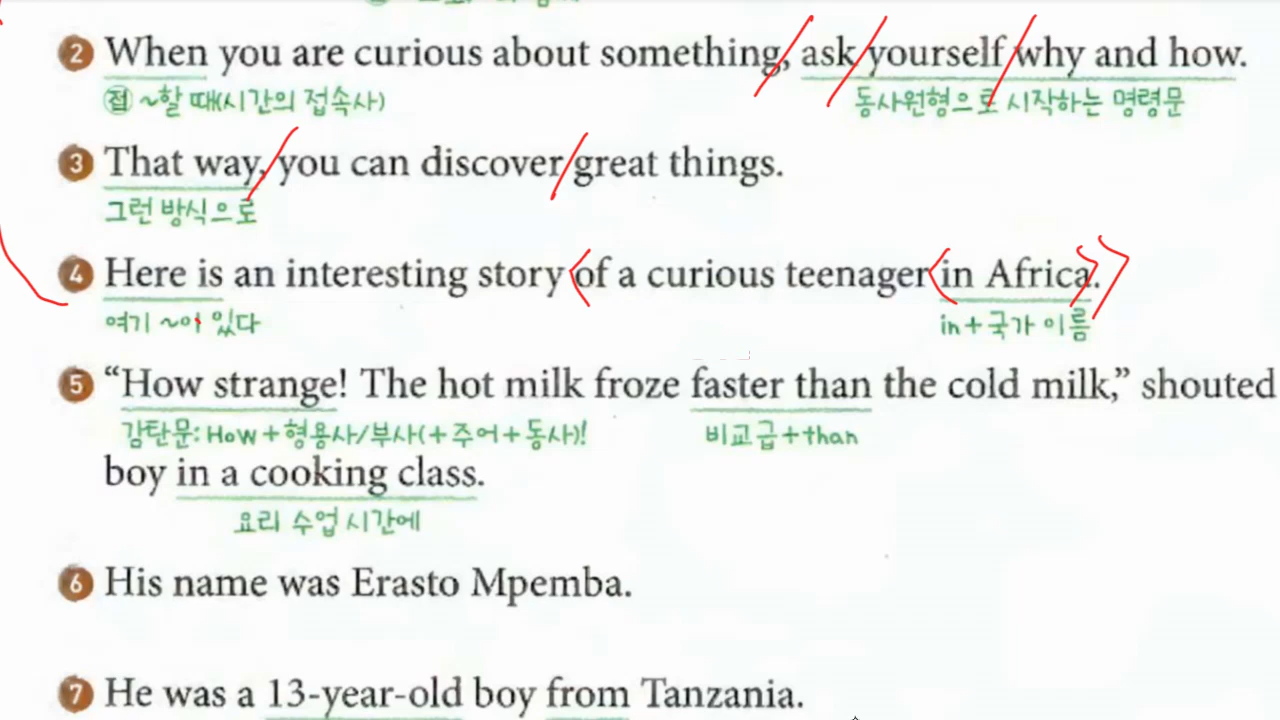 2 When you are curious about something, ask yourself why and how.
접 ~할 때(시간의 접속사) 동사원형으로 시작하는 명령문
3 That way, you can discover great things.
그런 방식으로
4 Here is an interesting story of a curious teenager in Africa.
여기 ~이 있다 in+국가 이름
5 “How strange! The hot milk froze faster than the cold milk,” shouted
감탄문: How+형용사/부사(+주어+동사)! 비교급+than
boy in a cooking class.
요리 수업 시간에
6 His name was Erasto Mpemba.
7 He was a 13-year-old boy from Tanzania.